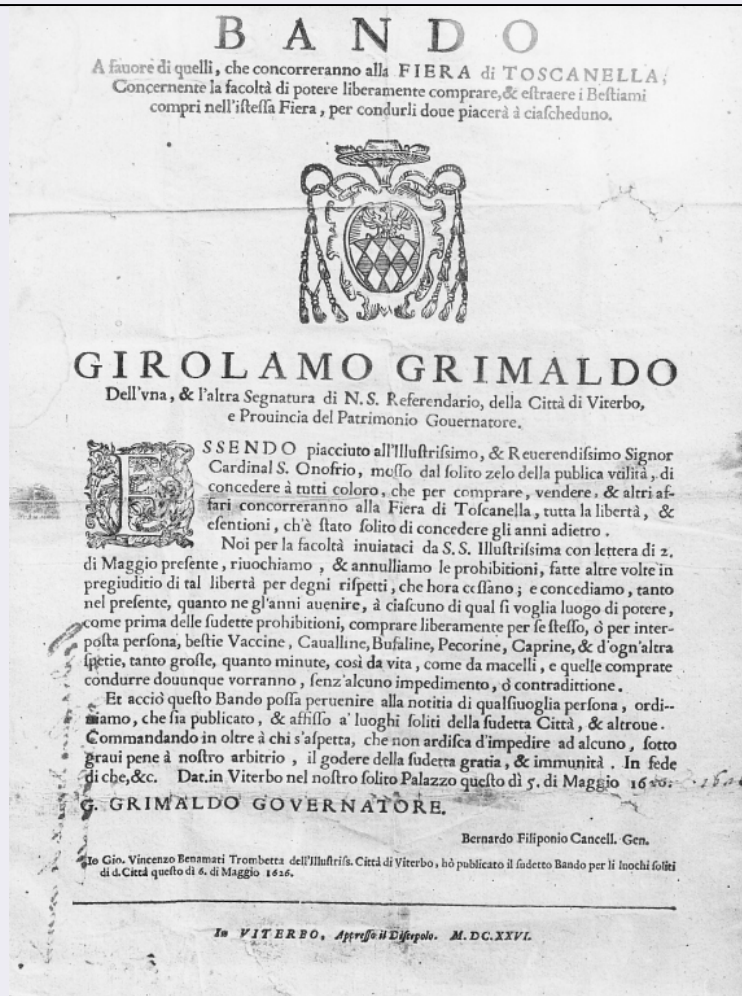 BANDO
A fauore di quelli, che concorreranno alla FIERA di TOSCANELLA,
Concernente la facoltà di potere liberamente comprare, & eſtraere i Beſtiami
compri nell'iſteſſa Fiera, per condurli doue piacerà à ciaſcheduno.
GIROLAMO GRIMALDO
Dell'vna, & l'altra Segnatura di N. S. Referendario, della Città di Viterbo,
e Prouincia del Patrimonio Gouernatore.
ESSENDO piacciuto all'Illuſtriſsimo, & Reuerendiſsimo Signor
Cardinal S. Onofrio, moſſo dal ſolito zelo della publica vtilità, di
concedere à tutti coloro, che per comprare, vendere, & altri af-
fari concorreranno alla Fiera di Toſcanella, tutta la libertà, &
eſentioni, ch'è ſtato ſolito di concedere gli anni adietro.
Noi per la facoltà inuiataci da S. S. Illuſtriſsima con lettera di 2.
di Maggio preſente, riuochiamo, & annulliamo le prohibitioni, fatte altre volte in
pregiuditio di tal libertà per degni riſpetti, che hora ceſſano; e concediamo, tanto
nel preſente, quanto ne gl'anni auenire, à ciaſcuno di qual ſi voglia luogo di potere,
come prima delle ſudette prohibitioni, comprare liberamente per ſe ſteſſo, ò per inter-
poſta perſona, beſtie Vaccine, Caualline, Bufaline, Pecorine, Caprine, & d'ogn'altra
ſpetie, tanto groſſe, quanto minute, così da vita, come da macelli, e quelle comprate
condurre douunque vorranno, ſenz'alcuno impedimento, ò contradittione.
Et acciò queſto Bando poſſa peruenire alla notitia di qualſiuoglia perſona, ordi-
niamo, che ſia publicato, & affiſſo a' luoghi ſoliti della ſudetta Città, & altroue.
Commandando in oltre à chi s'aſpetta, che non ardiſca d'impedire ad alcuno, ſotto
graui pene à noſtro arbitrio, il godere della ſudetta gratia, & immunità. In fede
di che, &c. Dat. in Viterbo nel noſtro ſolito Palazzo queſto dì 5. di Maggio
G. GRIMALDO GOVERNATORE.
Bernardo Filiponio Cancell. Gen.
Io Gio. Vincenzo Benamati Trombetta dell'Illuſtriſs. Città di Viterbo, hò publicato il ſudetto Bando per li luochi ſoliti
di d. Città queſto dì 6. di Maggio 1626.
In VITERBO, Appreſſo il Diſcepolo. M. DC. XXVI.